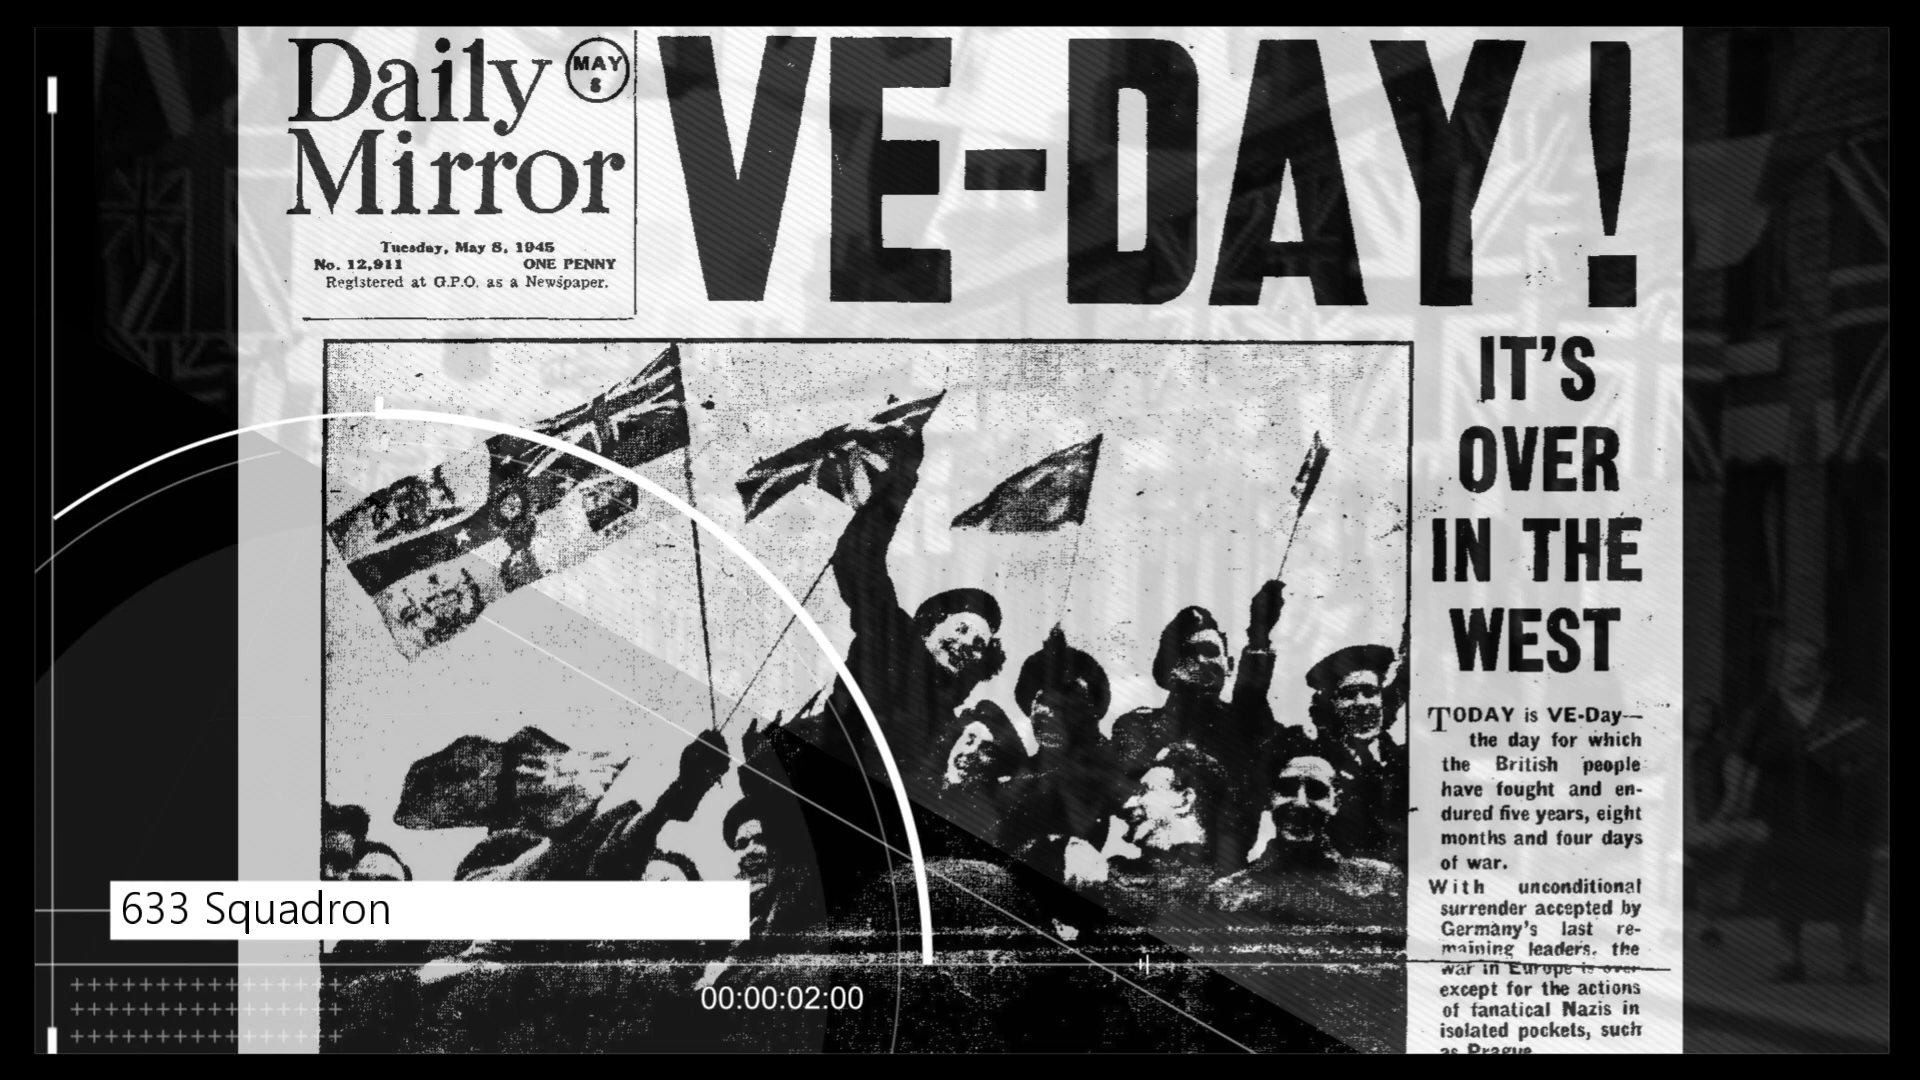 Daily
Mirror
MAY
8
VE-DAY!
Tuesday, May 8, 1945
No. 12,911 ONE PENNY
Registered at G.P.O. as a Newspaper.
IT'S
OVER
IN THE
WEST
TODAY is VE-Day—
the day for which
the British people
have fought and en-
dured five years, eight
months and four days
of war.
With unconditional
surrender accepted by
Germany's last re-
maining leaders, the
war in Europe is over
except for the actions
of fanatical Nazis in
isolated pockets, such
as Prague
633 Squadron
00:00:02:00